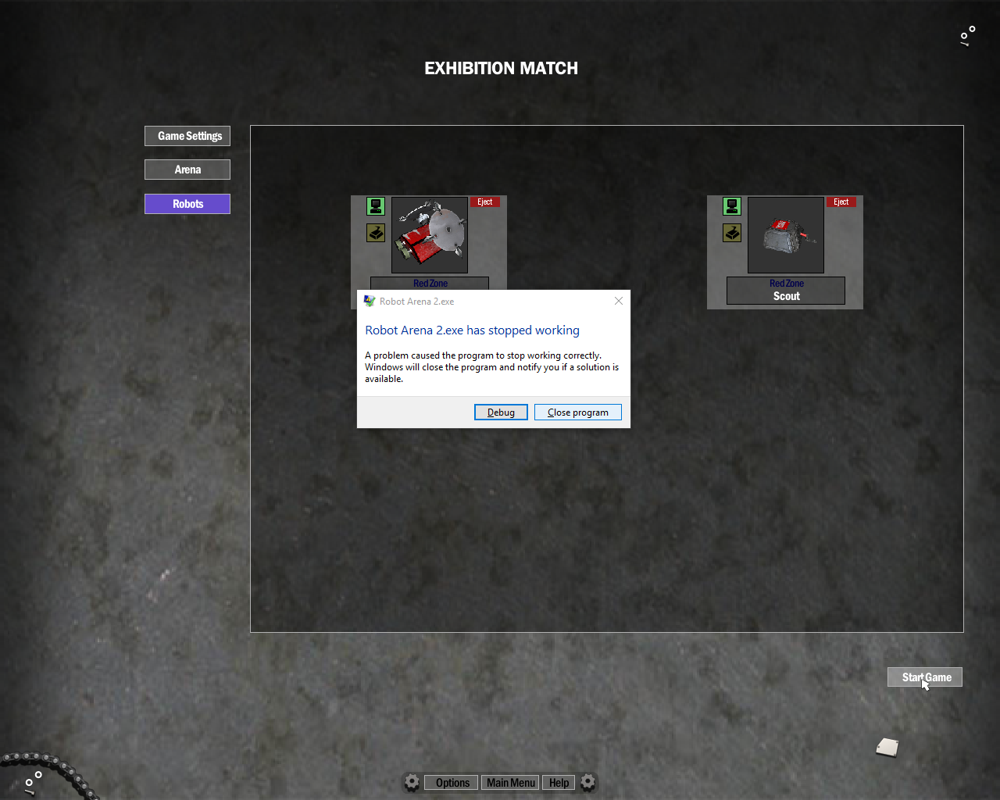 EXHIBITION MATCH
Game Settings
Arena
Robots
Eject
Eject
Red Zone
Red Zone
Scout
Robot Arena 2.exe
Robot Arena 2.exe has stopped working
A problem caused the program to stop working correctly.
Windows will close the program and notify you if a solution is
available.
Debug
Close program
Start Game
Options
Main Menu
Help